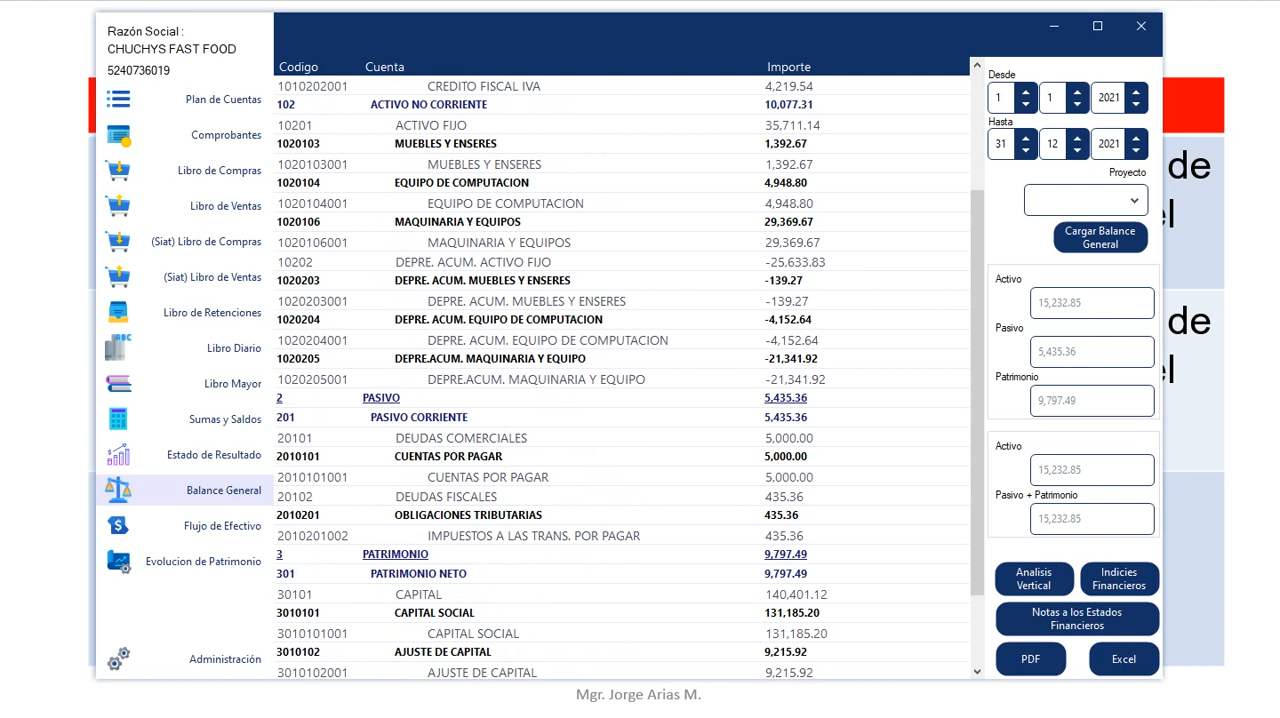 Razón Social :
CHUCHYS FAST FOOD
5240736019
Plan de Cuentas
Comprobantes
Libro de Compras
Libro de Ventas
(Siat) Libro de Compras
(Siat) Libro de Ventas
Libro de Retenciones
ABC
Libro Diario
Libro Mayor
Sumas y Saldos
Estado de Resultado
Balance General
Flujo de Efectivo
Evolucion de Patrimonio
Administración
Codigo Cuenta Importe
1010202001 CREDITO FISCAL IVA 4,219.54
102 ACTIVO NO CORRIENTE 10,077.31
10201 ACTIVO FIJO 35,711.14
1020103 MUEBLES Y ENSERES 1,392.67
1020103001 MUEBLES Y ENSERES 1,392.67
1020104 EQUIPO DE COMPUTACION 4,948.80
1020104001 EQUIPO DE COMPUTACION 4,948.80
1020106 MAQUINARIA Y EQUIPOS 29,369.67
1020106001 MAQUINARIA Y EQUIPOS 29,369.67
10202 DEPRE. ACUM. ACTIVO FIJO -25,633.83
1020203 DEPRE. ACUM. MUEBLES Y ENSERES -139.27
1020203001 DEPRE. ACUM. MUEBLES Y ENSERES -139.27
1020204 DEPRE. ACUM. EQUIPO DE COMPUTACION -4,152.64
1020204001 DEPRE. ACUM. EQUIPO DE COMPUTACION -4,152.64
1020205 DEPRE.ACUM. MAQUINARIA Y EQUIPO -21,341.92
1020205001 DEPRE.ACUM. MAQUINARIA Y EQUIPO -21,341.92
2 PASIVO 5,435.36
201 PASIVO CORRIENTE 5,435.36
20101 DEUDAS COMERCIALES 5,000.00
2010101 CUENTAS POR PAGAR 5,000.00
2010101001 CUENTAS POR PAGAR 5,000.00
20102 DEUDAS FISCALES 435.36
2010201 OBLIGACIONES TRIBUTARIAS 435.36
2010201002 IMPUESTOS A LAS TRANS. POR PAGAR 435.36
3 PATRIMONIO 9,797.49
301 PATRIMONIO NETO 9,797.49
30101 CAPITAL 140,401.12
3010101 CAPITAL SOCIAL 131,185.20
3010101001 CAPITAL SOCIAL 131,185.20
3010102 AJUSTE DE CAPITAL 9,215.92
3010102001 AJUSTE DE CAPITAL 9,215.92
Desde
1 1 2021
Hasta
31 12 2021
Proyecto
Cargar Balance
General
Activo
15,232.85
Pasivo
5,435.36
Patrimonio
9,797.49
Activo
15,232.85
Pasivo + Patrimonio
15,232.85
Analisis
Vertical
Indicies
Financieros
Notas a los Estados
Financieros
PDF
Excel
de
el
de
el
Mgr. Jorge Arias M.